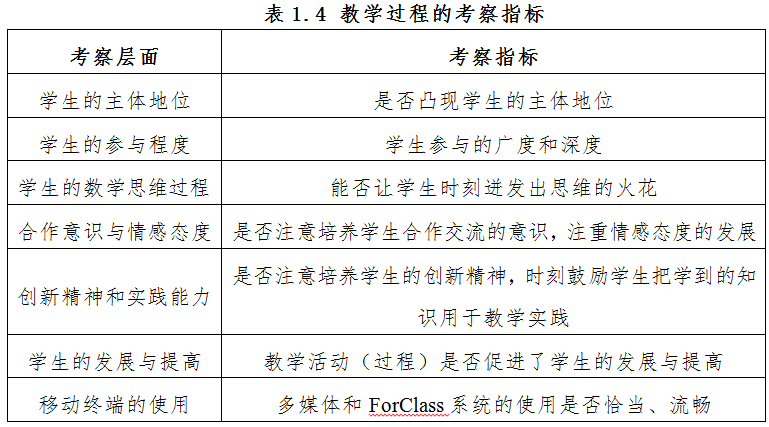 表1.4 教学过程的考察指标
考察层面 考察指标
学生的主体地位 是否凸现学生的主体地位
学生的参与程度 学生参与的广度和深度
学生的数学思维过程 能否让学生时刻迸发出思维的火花
合作意识与情感态度 是否注意培养学生合作交流的意识，注重情感态度的发展
创新精神和实践能力 是否注意培养学生的创新精神，时刻鼓励学生把学到的知
识用于教学实践
学生的发展与提高 教学活动（过程）是否促进了学生的发展与提高
移动终端的使用 多媒体和 ForClass 系统的使用是否恰当、流畅